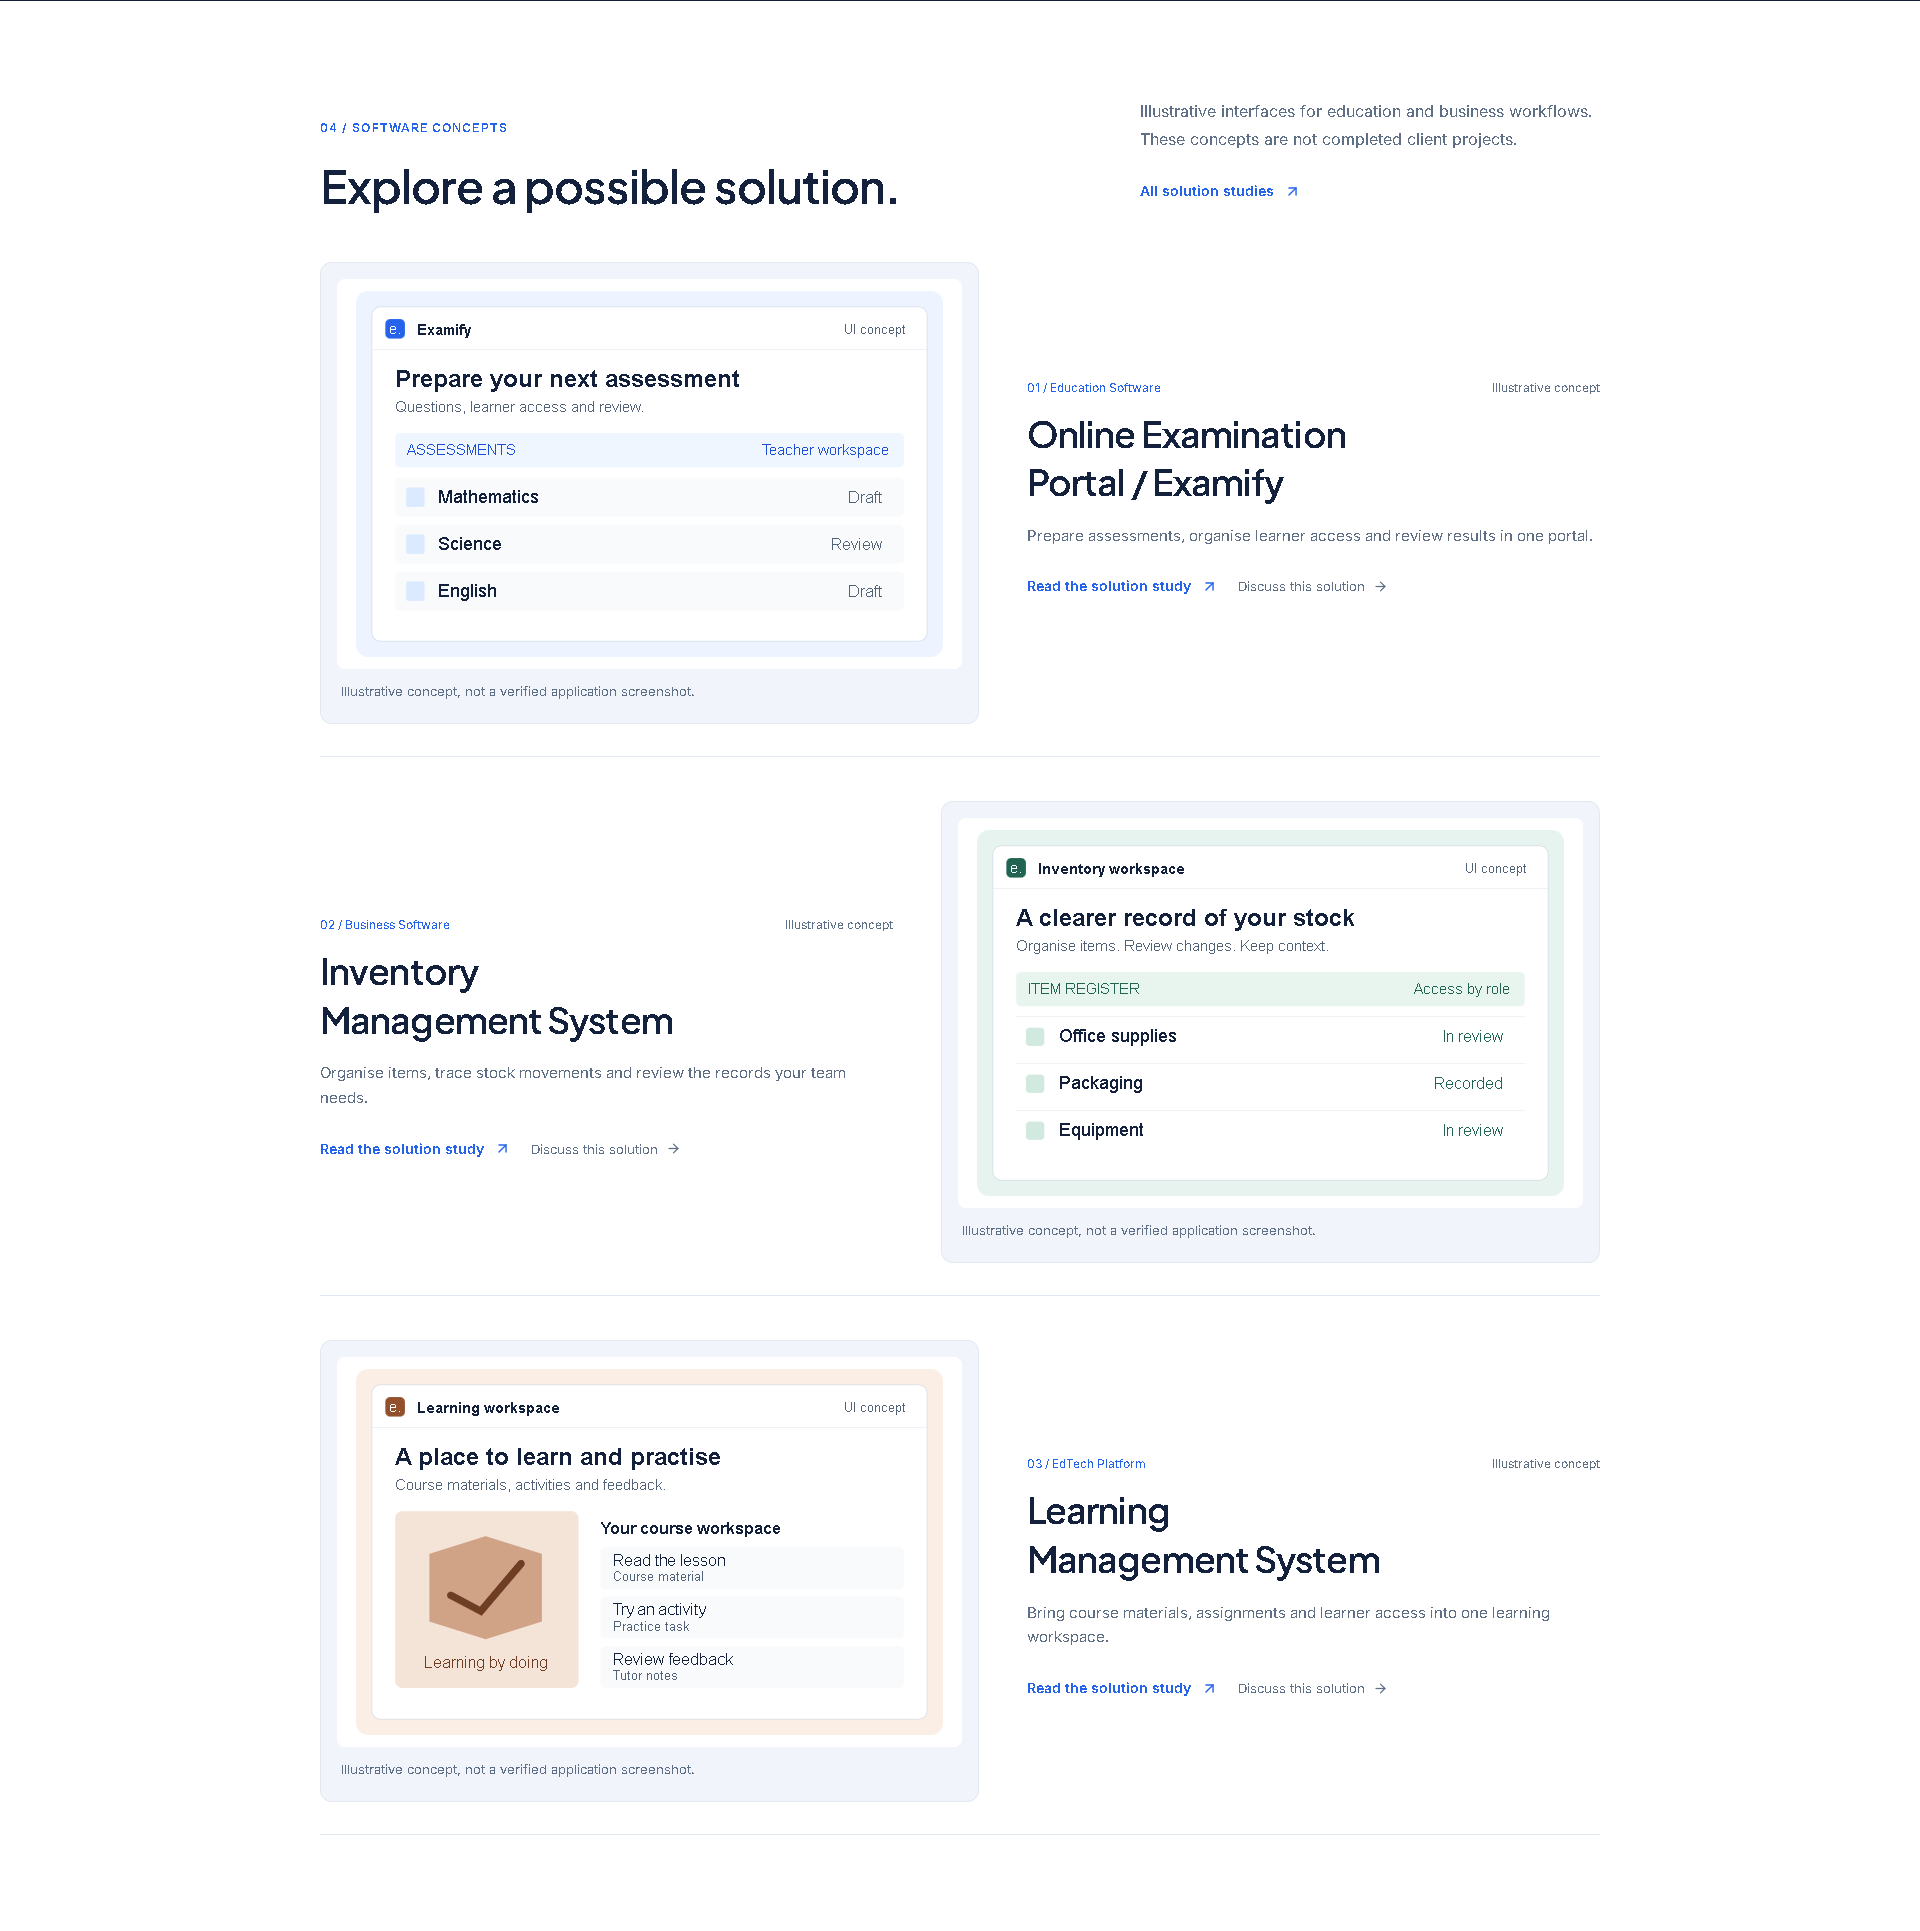 04 / SOFTWARE CONCEPTS
Explore a possible solution.
Illustrative interfaces for education and business workflows.
These concepts are not completed client projects.
All solution studies
e. Examify UI concept
Prepare your next assessment
Questions, learner access and review.
ASSESSMENTS Teacher workspace
Mathematics Draft
Science Review
English Draft
Illustrative concept, not a verified application screenshot.
01 / Education Software Illustrative concept
Online Examination
Portal / Examify
Prepare assessments, organise learner access and review results in one portal.
Read the solution study Discuss this solution
02 / Business Software Illustrative concept
Inventory
Management System
Organise items, trace stock movements and review the records your team
needs.
Read the solution study Discuss this solution
e. Inventory workspace UI concept
A clearer record of your stock
Organise items. Review changes. Keep context.
ITEM REGISTER Access by role
Office supplies In review
Packaging Recorded
Equipment In review
Illustrative concept, not a verified application screenshot.
e. Learning workspace UI concept
A place to learn and practise
Course materials, activities and feedback.
Learning by doing
Your course workspace
Read the lesson
Course material
Try an activity
Practice task
Review feedback
Tutor notes
Illustrative concept, not a verified application screenshot.
03 / EdTech Platform Illustrative concept
Learning
Management System
Bring course materials, assignments and learner access into one learning
workspace.
Read the solution study Discuss this solution